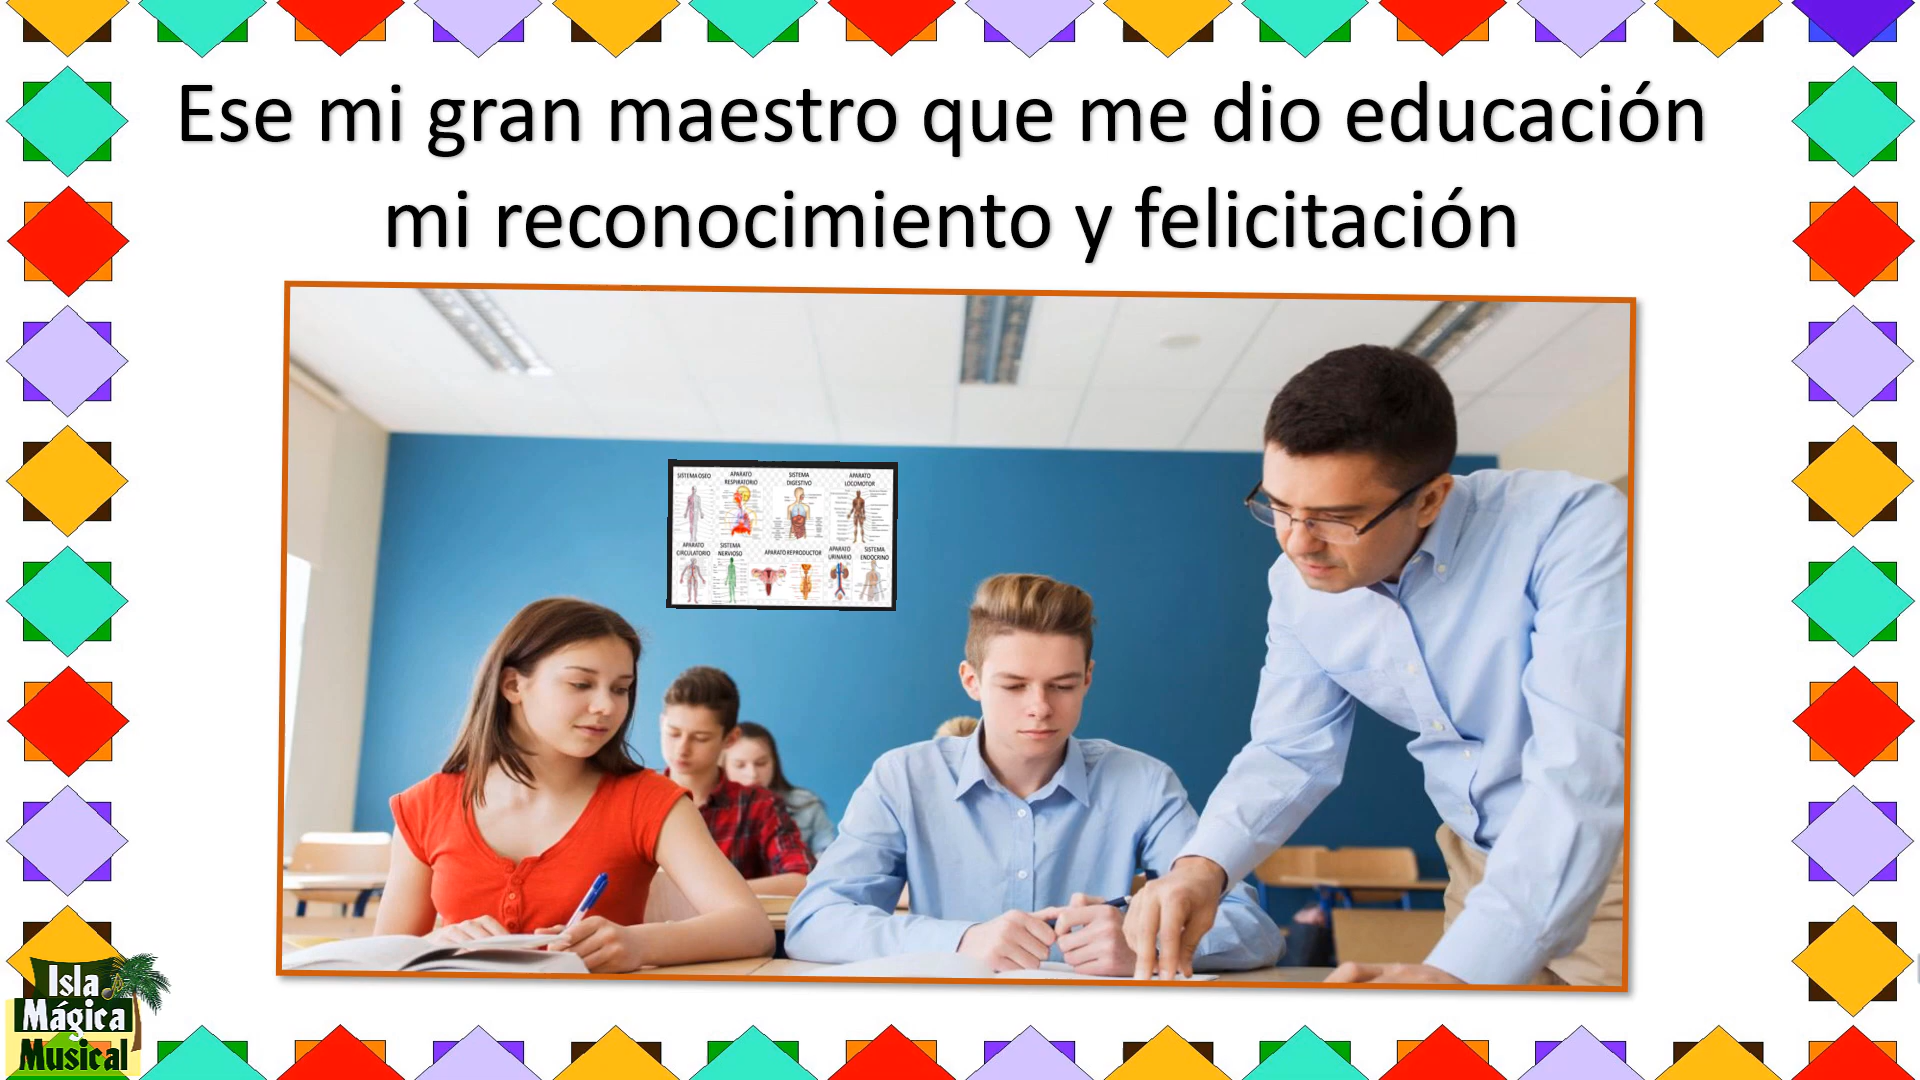 Ese mi gran maestro que me dio educación
mi reconocimiento y felicitación
SISTEMA OSEO
APARATO
RESPIRATORIO
SISTEMA
DIGESTIVO
APARATO
LOCOMOTOR
APARATO
CIRCULATORIO
SISTEMA
NERVIOSO
APARATO REPRODUCTOR
APARATO
URINARIO
SISTEMA
ENDOCRINO
Isla
Mágica
Musical